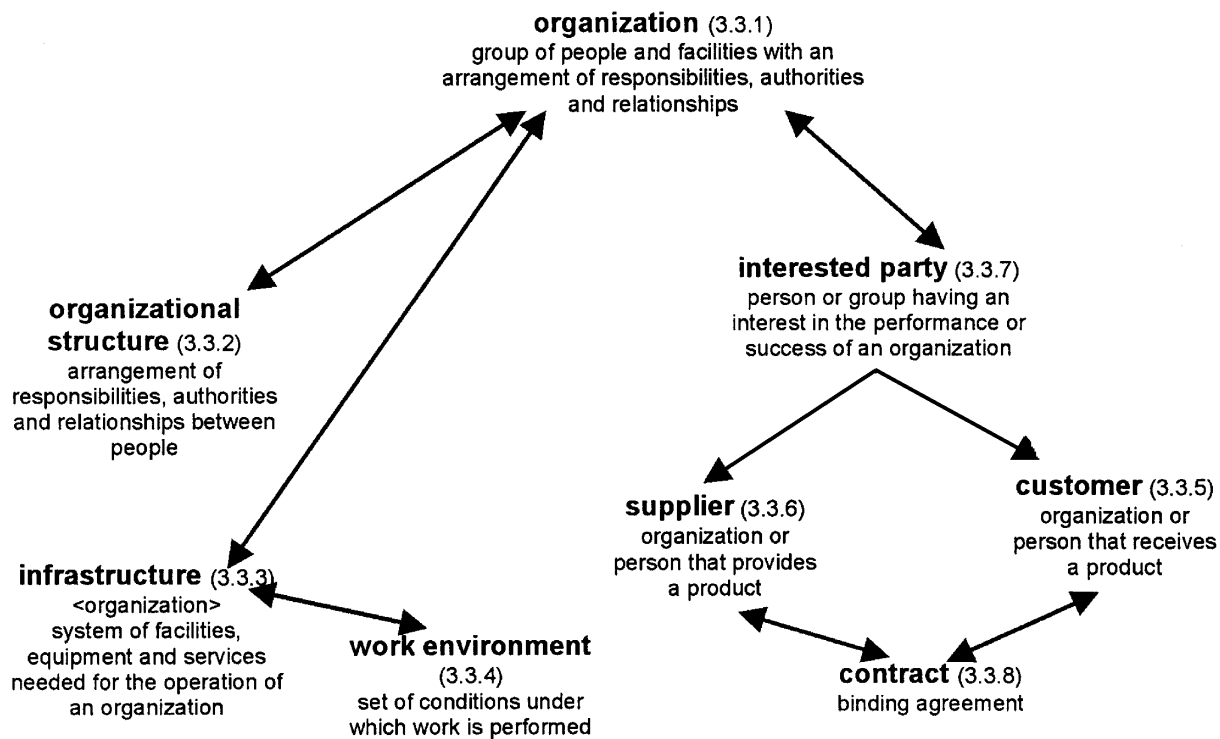 organization (3.3.1)
group of people and facilities with an
arrangement of responsibilities, authorities
and relationships
organizational
structure (3.3.2)
arrangement of
responsibilities, authorities
and relationships between
people
interested party (3.3.7)
person or group having an
interest in the performance or
success of an organization
supplier (3.3.6)
organization or
person that provides
a product
customer (3.3.5)
organization or
person that receives
a product
infrastructure (3.3.3)
<organization>
system of facilities,
equipment and services
needed for the operation of
an organization
work environment
(3.3.4)
set of conditions under
which work is performed
contract (3.3.8)
binding agreement